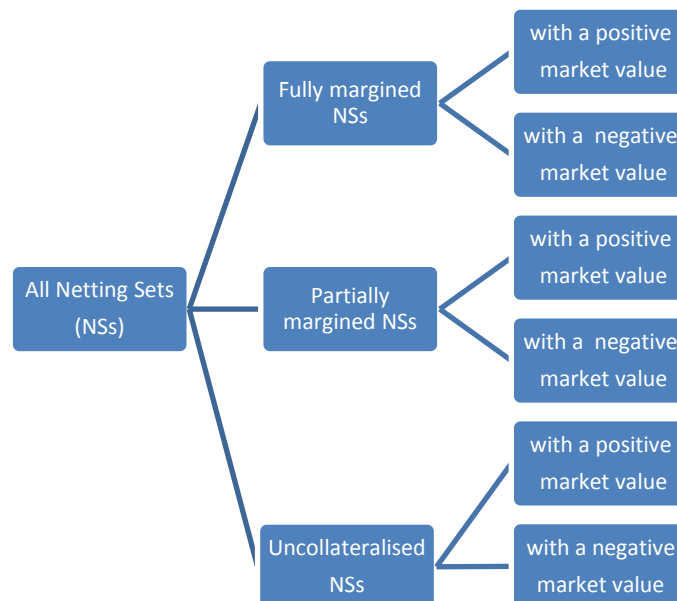 All Netting Sets
(NSs)
Fully margined
NSs
with a positive
market value
with a  negative
market value
Partially
margined NSs
with a positive
market value
with a  negative
market value
Uncollateralised
NSs
with a positive
market value
with a negative
market value